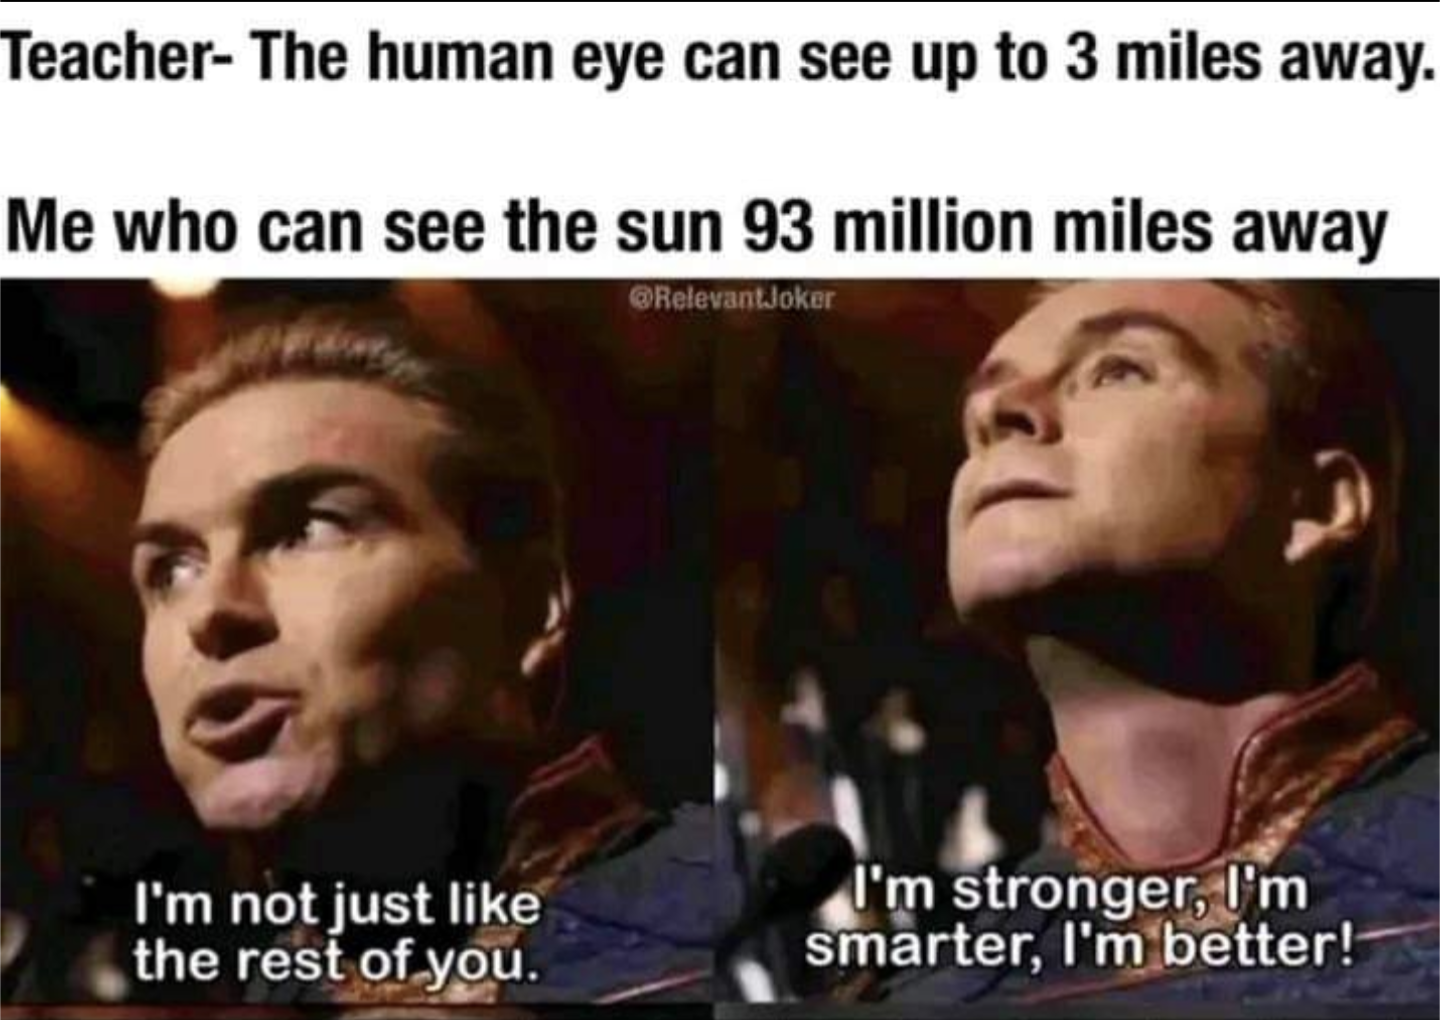 Teacher- The human eye can see up to 3 miles away.
Me who can see the sun 93 million miles away
@RelevantJoker
I'm not just like
the rest of you.
I'm stronger, I'm
smarter, I'm better!